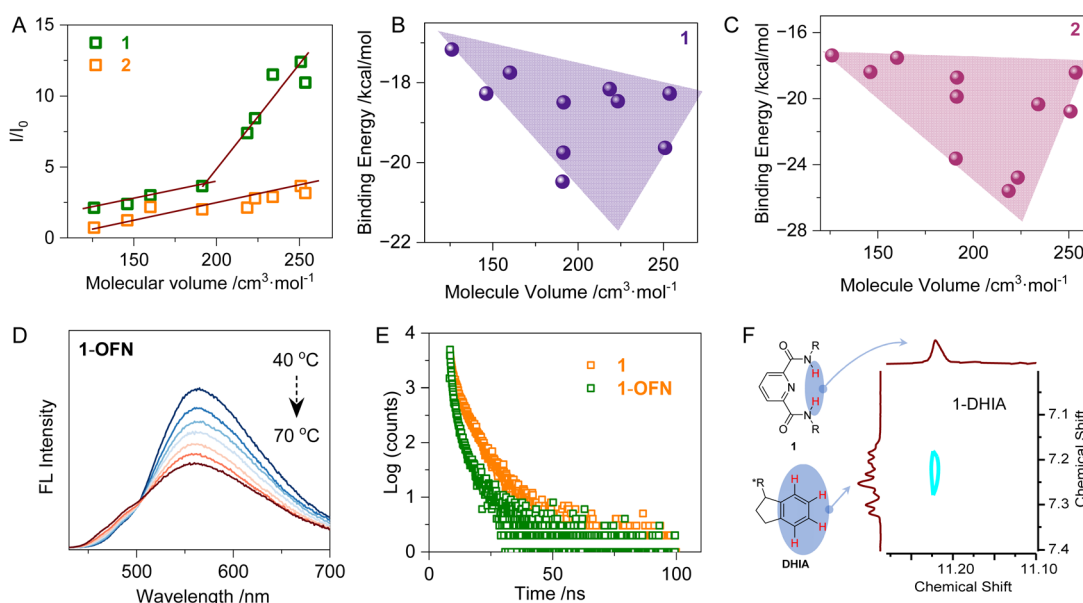 A
15
10
5
0
I/I0
1
2
100
150
200
250
Molecular volume /cm³·mol⁻¹
B
−18
−20
−22
Binding Energy /kcal/mol
1
150
200
250
Molecule Volume /cm³·mol⁻¹
C
−16
−20
−24
−28
Binding Energy /kcal/mol
2
150
200
250
Molecule Volume /cm³·mol⁻¹
D
1-OFN
40 °C
70 °C
FL Intensity
500
600
700
Wavelength /nm
E
4
3
2
1
0
Log (counts)
1
1-OFN
0
50
100
Time /ns
F
O
R
N
H
N
H
O
N
R
1
*R
H
H
H
H
DHIA
1-DHIA
7.1
7.2
7.3
7.4
Chemical Shift
11.20
11.10
Chemical Shift